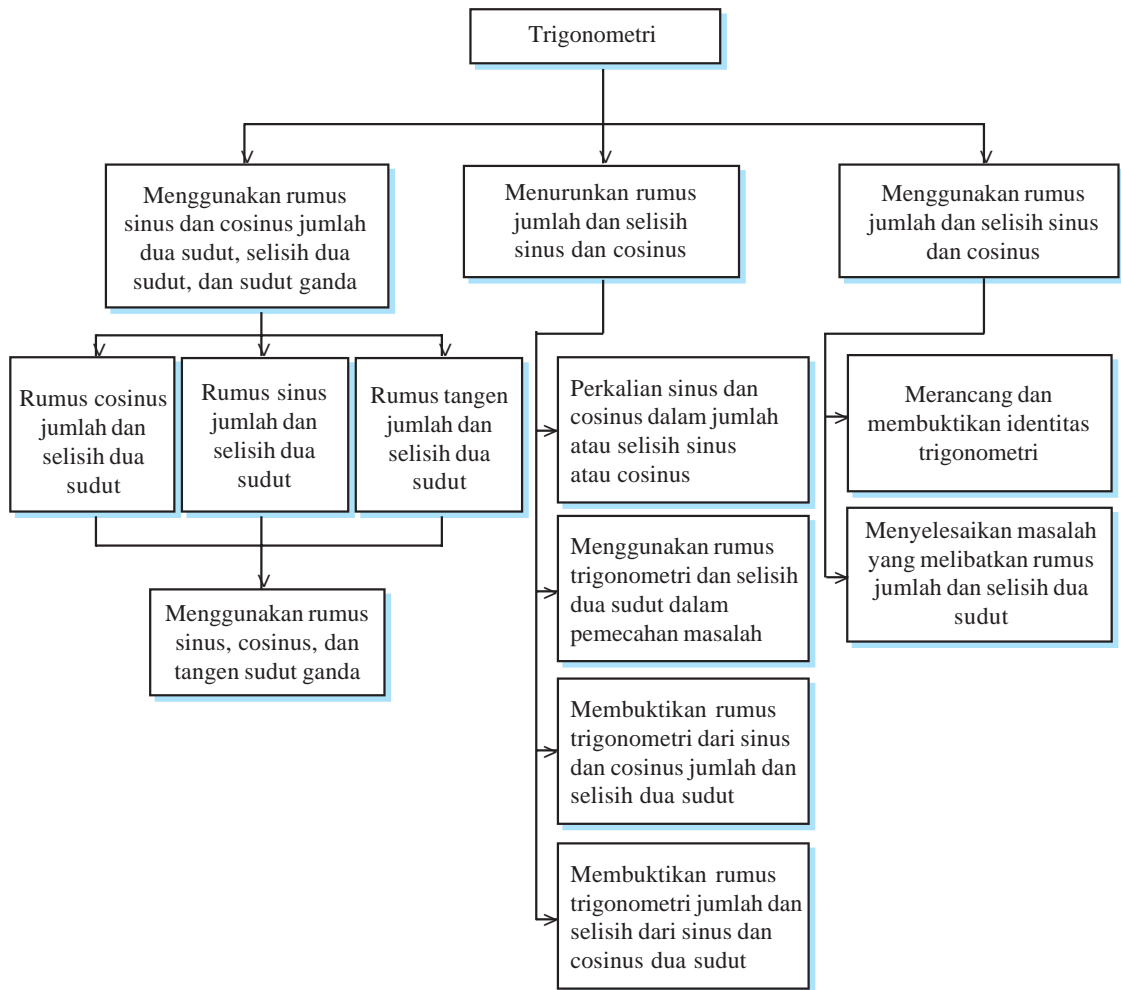 Trigonometri
Menggunakan rumus
sinus dan cosinus jumlah
dua sudut, selisih dua
sudut, dan sudut ganda
Menurunkan rumus
jumlah dan selisih
sinus dan cosinus
Menggunakan rumus
jumlah dan selisih sinus
dan cosinus
Rumus cosinus
jumlah dan
selisih dua
sudut
Rumus sinus
jumlah dan
selisih dua
sudut
Rumus tangen
jumlah dan
selisih dua
sudut
Menggunakan rumus
sinus, cosinus, dan
tangen sudut ganda
Perkalian sinus dan
cosinus dalam jumlah
atau selisih sinus
atau cosinus
Menggunakan rumus
trigonometri dan selisih
dua sudut dalam
pemecahan masalah
Membuktikan rumus
trigonometri dari sinus
dan cosinus jumlah dan
selisih dua sudut
Membuktikan rumus
trigonometri jumlah dan
selisih dari sinus dan
cosinus dua sudut
Merancang dan
membuktikan identitas
trigonometri
Menyelesaikan masalah
yang melibatkan rumus
jumlah dan selisih dua
sudut